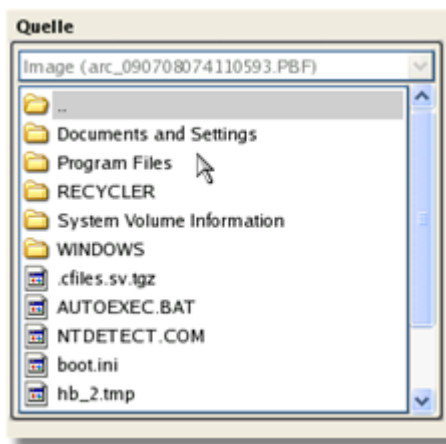 Quelle
Image (arc_090708074110593.PBF)
..
Documents and Settings
Program Files
RECYCLER
System Volume Information
WINDOWS
.cfiles.sv.tgz
AUTOEXEC.BAT
NTDETECT.COM
boot.ini
hb_2.tmp